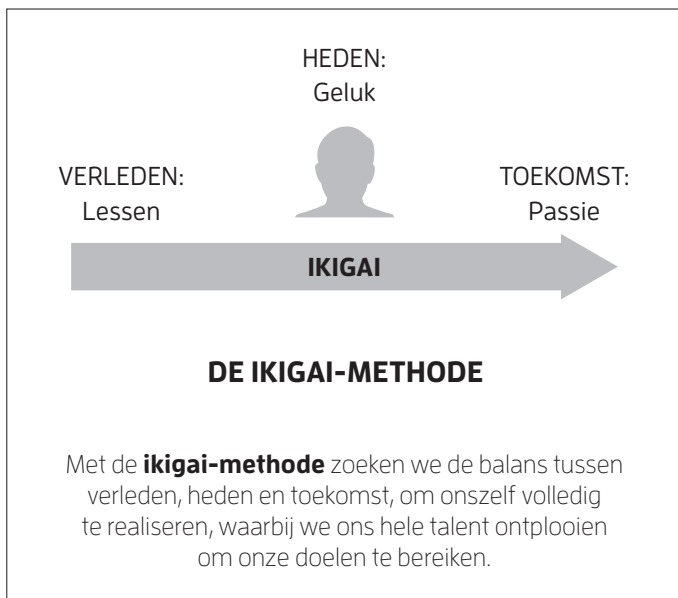 HEDEN:
Geluk
VERLEDEN:
Lessen
TOEKOMST:
Passie
IKIGAI
DE IKIGAI-METHODE
Met de ikigai-methode zoeken we de balans tussen
verleden, heden en toekomst, om onszelf volledig
te realiseren, waarbij we ons hele talent ontplooien
om onze doelen te bereiken.